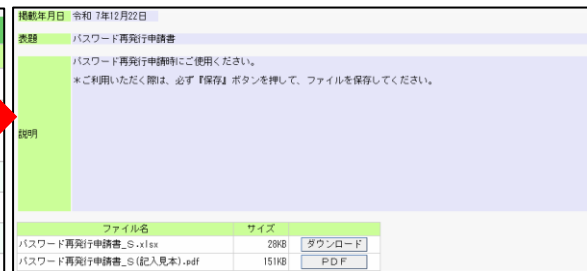 掲載年月日 令和 7年12月22日
表題 パスワード再発行申請書
パスワード再発行申請時にご使用ください。
*ご利用いただく際は、必ず『保存』ボタンを押して、ファイルを保存してください。
説明
ファイル名 サイズ
パスワード再発行申請書_S.xlsx 28KB ダウンロード
パスワード再発行申請書_S(記入見本).pdf 151KB PDF